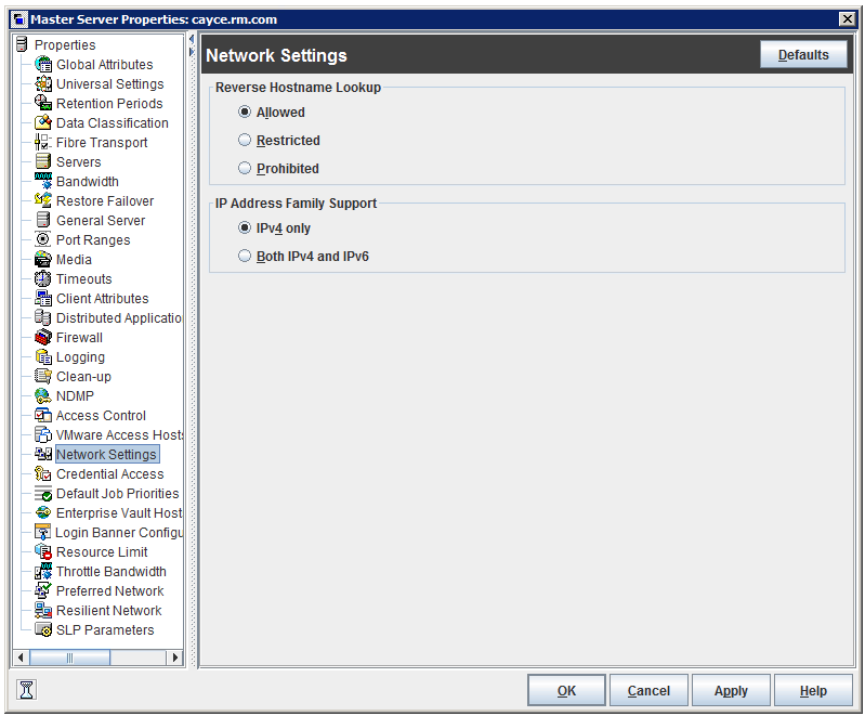 Master Server Properties: cayce.rm.com
Properties
Global Attributes
Universal Settings
Retention Periods
Data Classification
Fibre Transport
Servers
Bandwidth
Restore Failover
General Server
Port Ranges
Media
Timeouts
Client Attributes
Distributed Applicatio
Firewall
Logging
Clean-up
NDMP
Access Control
VMware Access Hosts
Network Settings
Credential Access
Default Job Priorities
Enterprise Vault Host
Login Banner Configu
Resource Limit
Throttle Bandwidth
Preferred Network
Resilient Network
SLP Parameters
Network Settings
Defaults
Reverse Hostname Lookup
Allowed
Restricted
Prohibited
IP Address Family Support
IPv4 only
Both IPv4 and IPv6
OK Cancel Apply Help